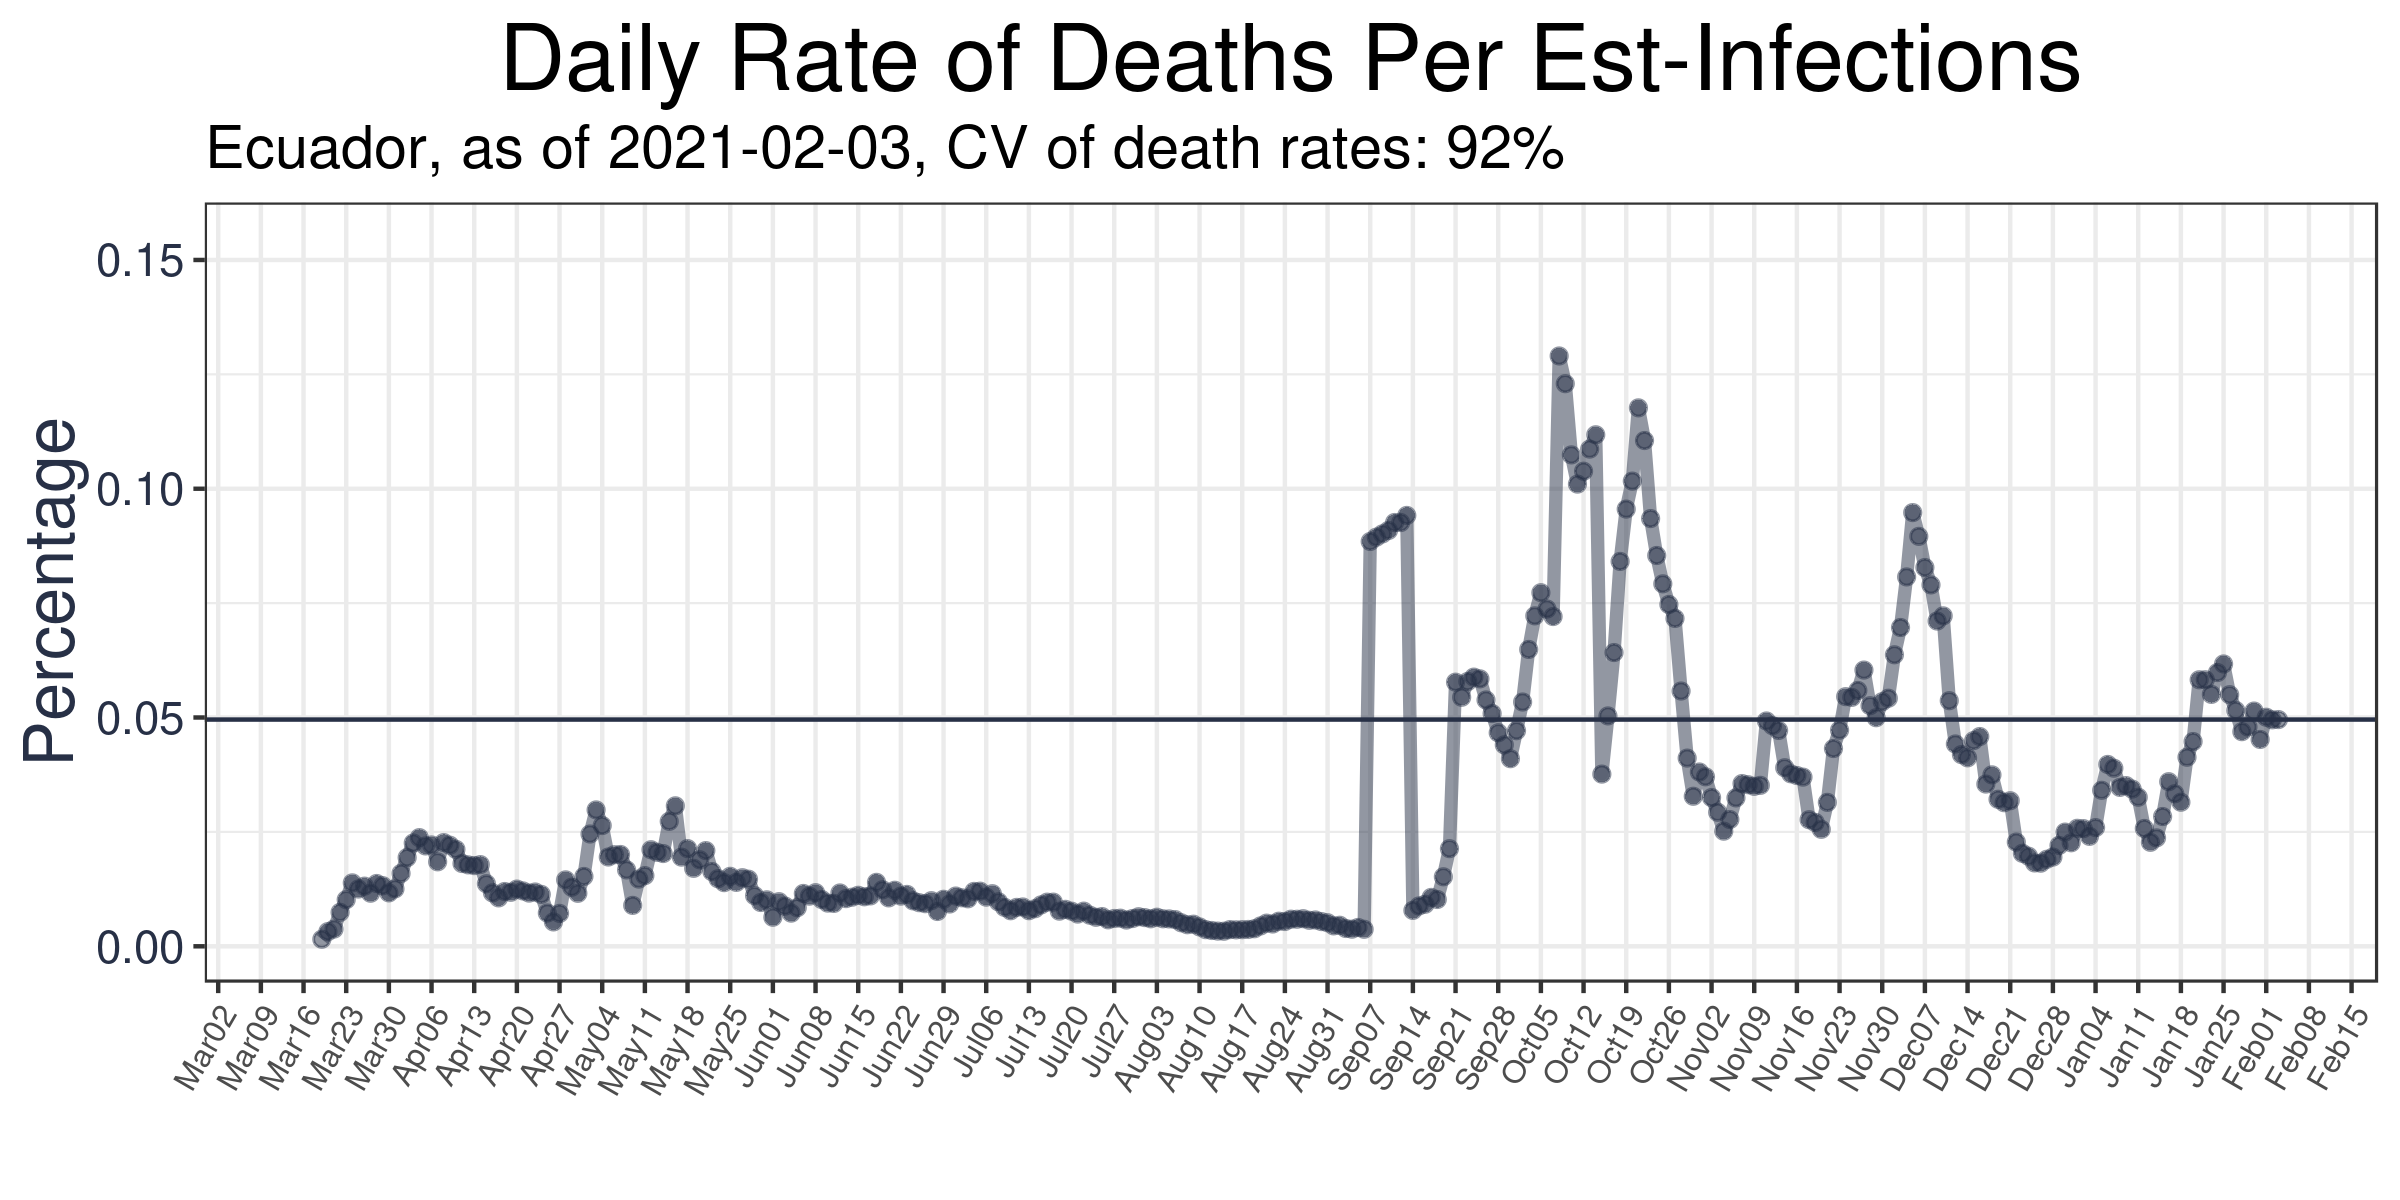 Daily Rate of Deaths Per Est-Infections
Ecuador, as of 2021-02-03, CV of death rates: 92%
Percentage
0.15
0.10
0.05
0.00
Mar02
Mar09
Mar16
Mar23
Mar30
Apr06
Apr13
Apr20
Apr27
May04
May11
May18
May25
Jun01
Jun08
Jun15
Jun22
Jun29
Jul06
Jul13
Jul20
Jul27
Aug03
Aug10
Aug17
Aug24
Aug31
Sep07
Sep14
Sep21
Sep28
Oct05
Oct12
Oct19
Oct26
Nov02
Nov09
Nov16
Nov23
Nov30
Dec07
Dec14
Dec21
Dec28
Jan04
Jan11
Jan18
Jan25
Feb01
Feb08
Feb15